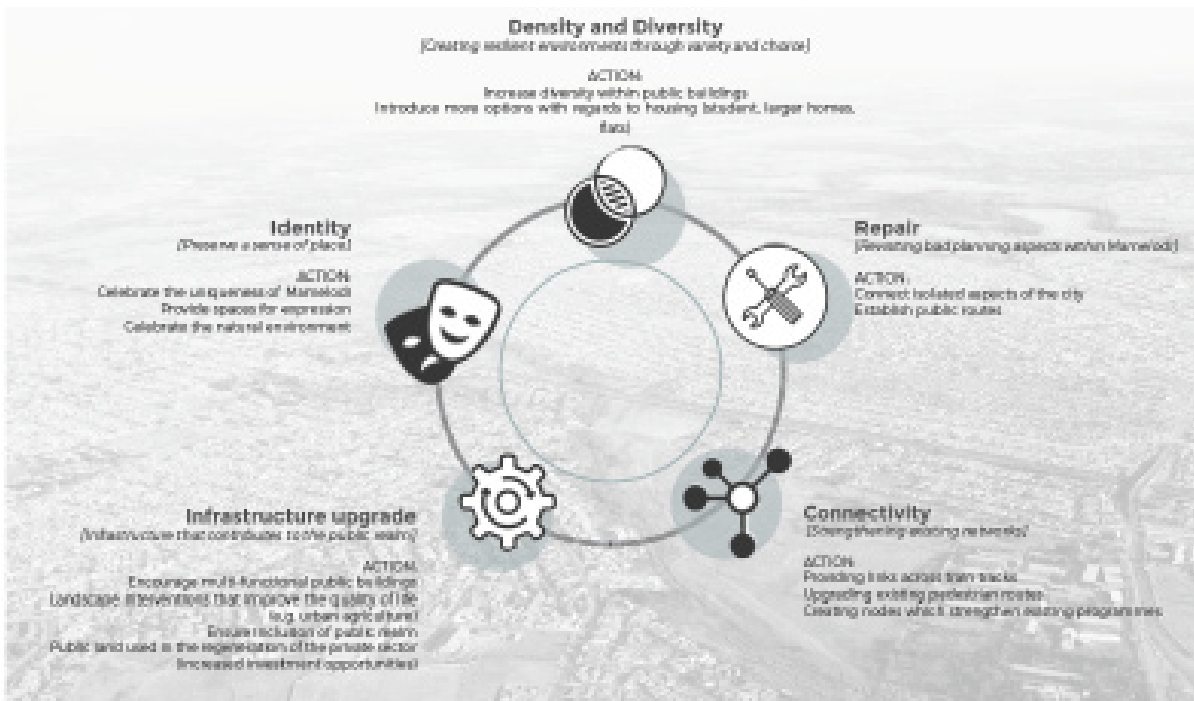 Density and Diversity
[Creating resilient environments through variety and choice]
ACTION:
Increase diversity within public buildings
Introduce more options with regards to housing (student, larger homes,
flats)
Identity
[Preserve a sense of place]
ACTION:
Celebrate the uniqueness of Mamelodi
Provide spaces for expression
Celebrate the natural environment
Repair
[Revisiting bad planning aspects within Mamelodi]
ACTION:
Connect isolated aspects of the city
Establish public routes
Infrastructure upgrade
[Infrastructure that contributes to the public realm]
ACTION:
Encourage multi-functional public buildings
Landscape interventions that improve the quality of life
(e.g. urban agriculture)
Ensure inclusion of public realm
Public land used in the regeneration of the private sector
(increased investment opportunities)
Connectivity
[Strengthening existing networks]
ACTION:
Providing links across train tracks
Upgrading existing pedestrian routes
Creating nodes which strengthen existing programmes